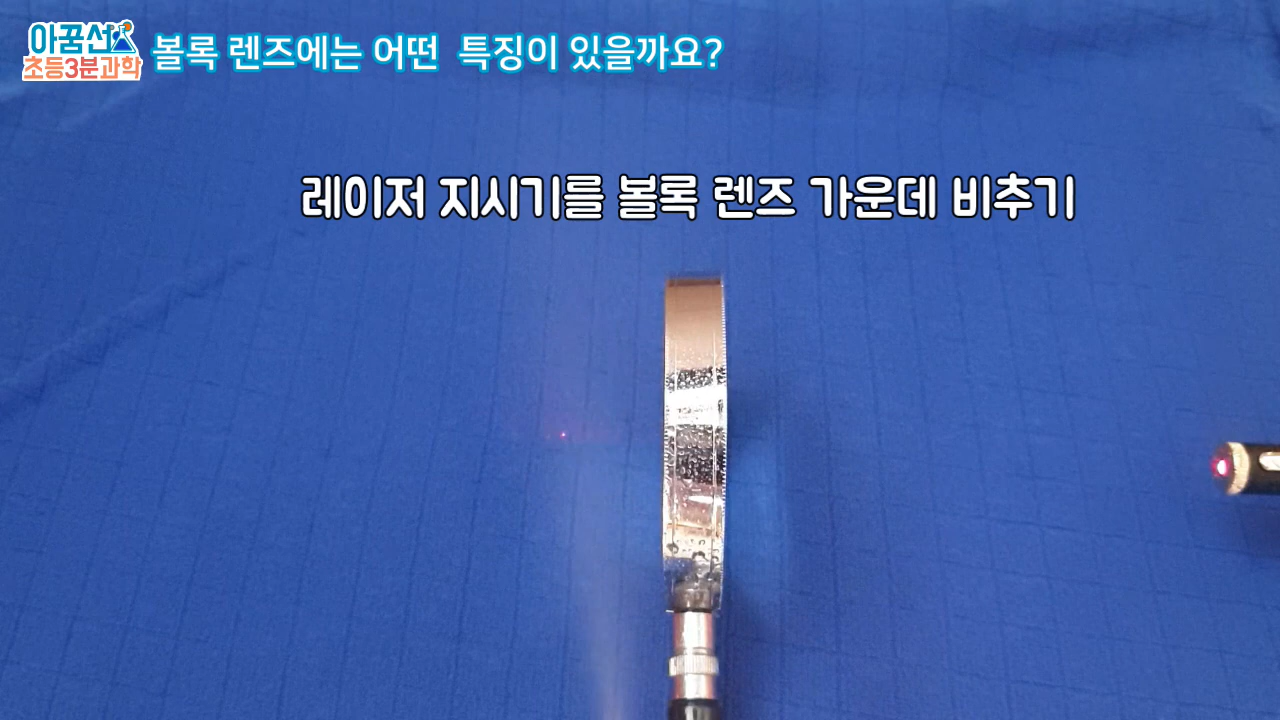 아꿈선
초등3분과학
볼록 렌즈에는 어떤 특징이 있을까요?
레이저 지시기를 볼록 렌즈 가운데 비추기